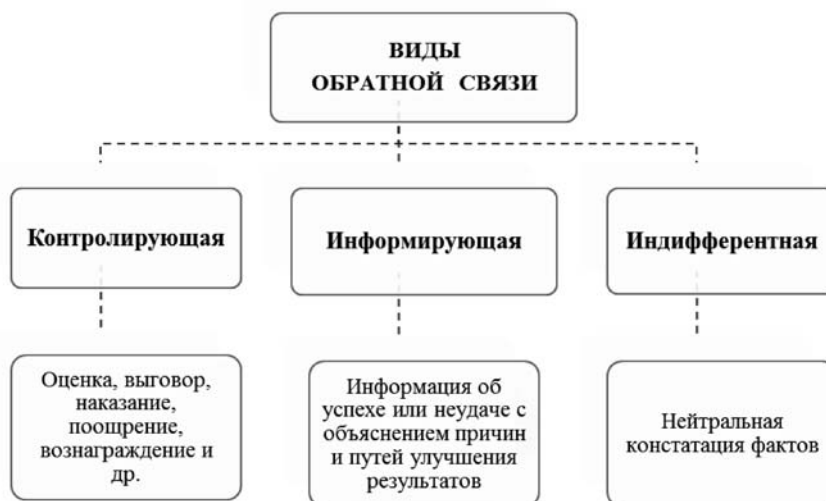 ВИДЫ
ОБРАТНОЙ СВЯЗИ
Контролирующая
Информирующая
Индифферентная
Оценка, выговор,
наказание,
поощрение,
вознаграждение и
др.
Информация об
успехе или неудаче с
объяснением причин
и путей улучшения
результатов
Нейтральная
констатация фактов